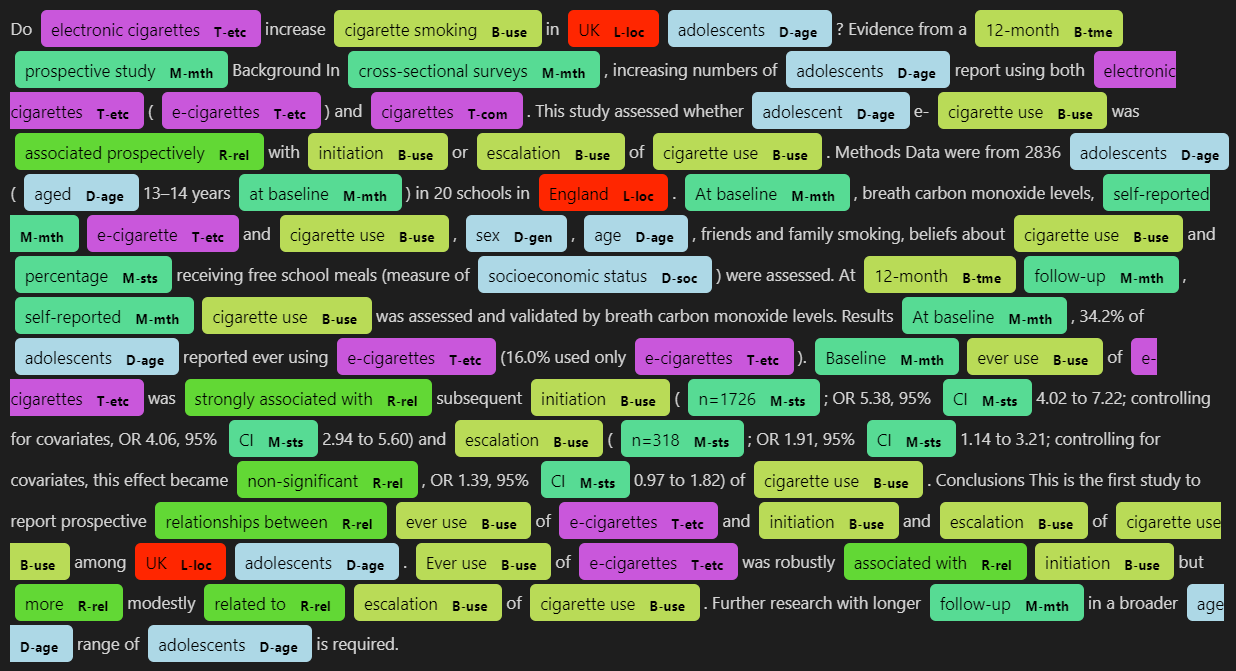 Do electronic cigarettes T-etc increase cigarette smoking B-use in UK L-loc adolescents D-age ? Evidence from a 12-month B-tme
prospective study M-mth Background In cross-sectional surveys M-mth , increasing numbers of adolescents D-age report using both electronic
cigarettes T-etc ( e-cigarettes T-etc ) and cigarettes T-com . This study assessed whether adolescent D-age e- cigarette use B-use was
associated prospectively R-rel with initiation B-use or escalation B-use of cigarette use B-use . Methods Data were from 2836 adolescents D-age
( aged D-age 13–14 years at baseline M-mth ) in 20 schools in England L-loc . At baseline M-mth , breath carbon monoxide levels, self-reported
M-mth e-cigarette T-etc and cigarette use B-use , sex D-gen , age D-age , friends and family smoking, beliefs about cigarette use B-use and
percentage M-sts receiving free school meals (measure of socioeconomic status D-soc ) were assessed. At 12-month B-tme follow-up M-mth ,
self-reported M-mth cigarette use B-use was assessed and validated by breath carbon monoxide levels. Results At baseline M-mth , 34.2% of
adolescents D-age reported ever using e-cigarettes T-etc (16.0% used only e-cigarettes T-etc ). Baseline M-mth ever use B-use of e-
cigarettes T-etc was strongly associated with R-rel subsequent initiation B-use ( n=1726 M-sts ; OR 5.38, 95% CI M-sts 4.02 to 7.22; controlling
for covariates, OR 4.06, 95% CI M-sts 2.94 to 5.60) and escalation B-use ( n=318 M-sts ; OR 1.91, 95% CI M-sts 1.14 to 3.21; controlling for
covariates, this effect became non-significant R-rel , OR 1.39, 95% CI M-sts 0.97 to 1.82) of cigarette use B-use . Conclusions This is the first study to
report prospective relationships between R-rel ever use B-use of e-cigarettes T-etc and initiation B-use and escalation B-use of cigarette use
B-use among UK L-loc adolescents D-age . Ever use B-use of e-cigarettes T-etc was robustly associated with R-rel initiation B-use but
more R-rel modestly related to R-rel escalation B-use of cigarette use B-use . Further research with longer follow-up M-mth in a broader age
D-age range of adolescents D-age is required.